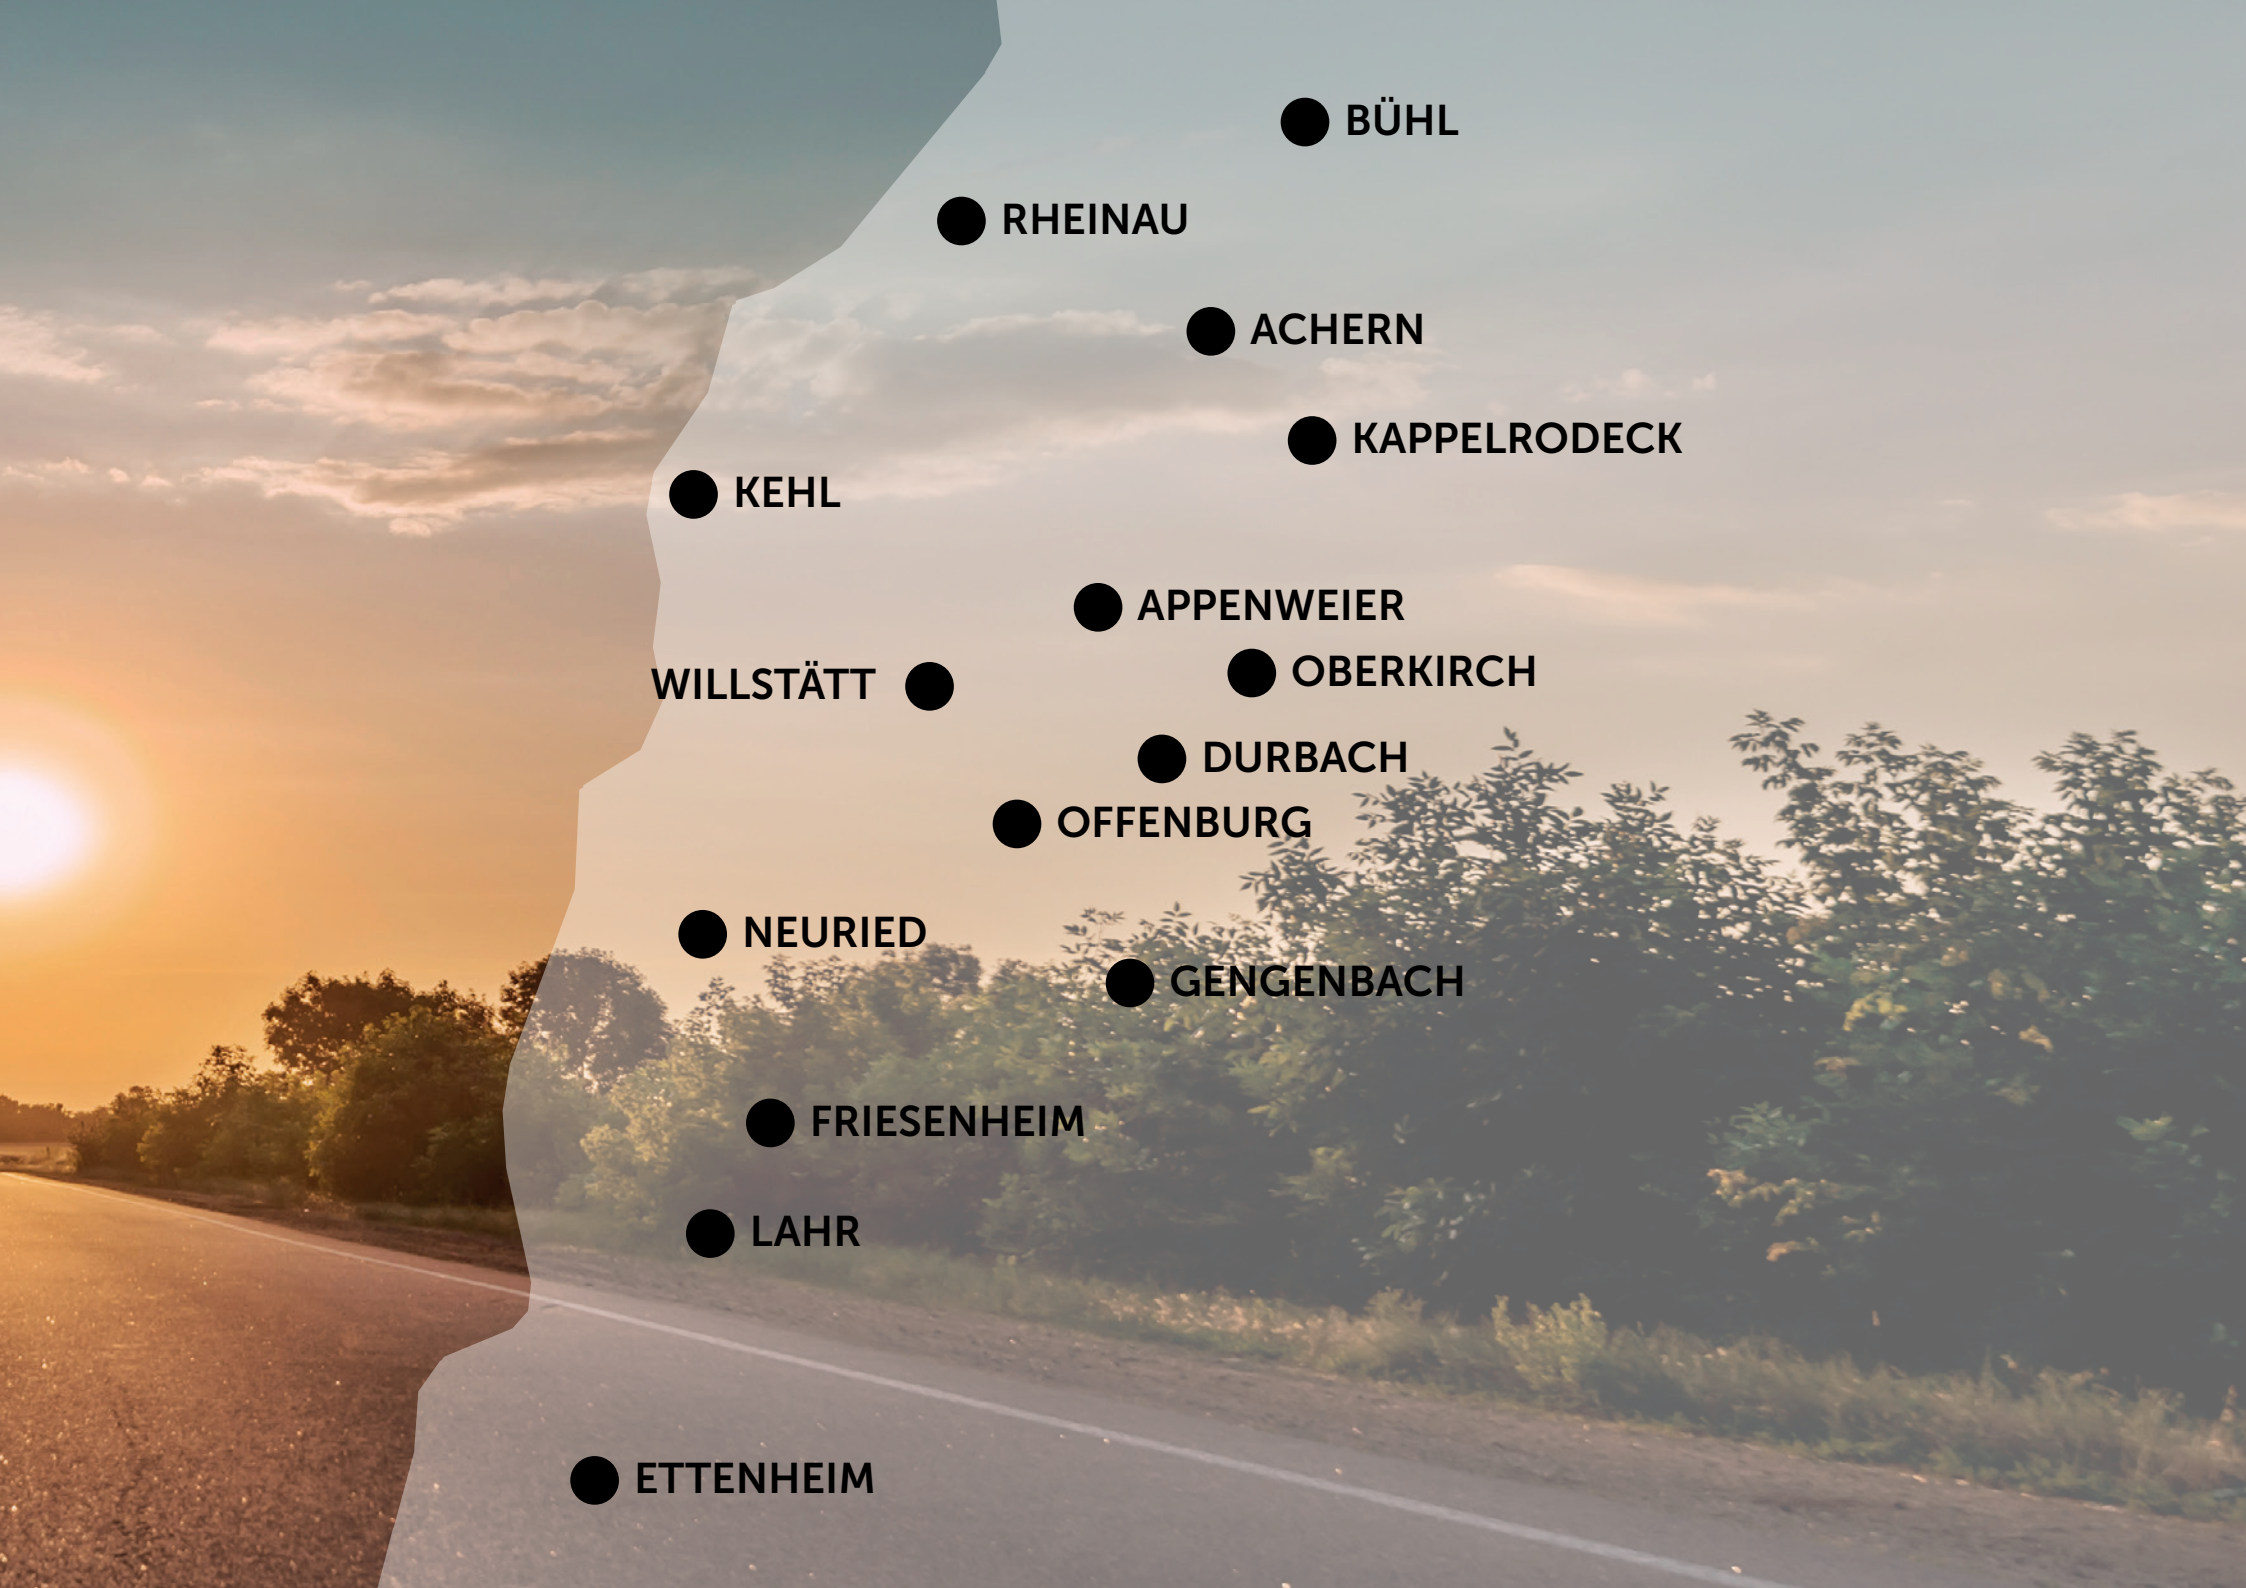 BÜHL
RHEINAU
ACHERN
KAPPELRODECK
KEHL
APPENWEIER
OBERKIRCH
WILLSTÄTT
DURBACH
OFFENBURG
NEURIED
GENGENBACH
FRIESENHEIM
LAHR
ETTENHEIM